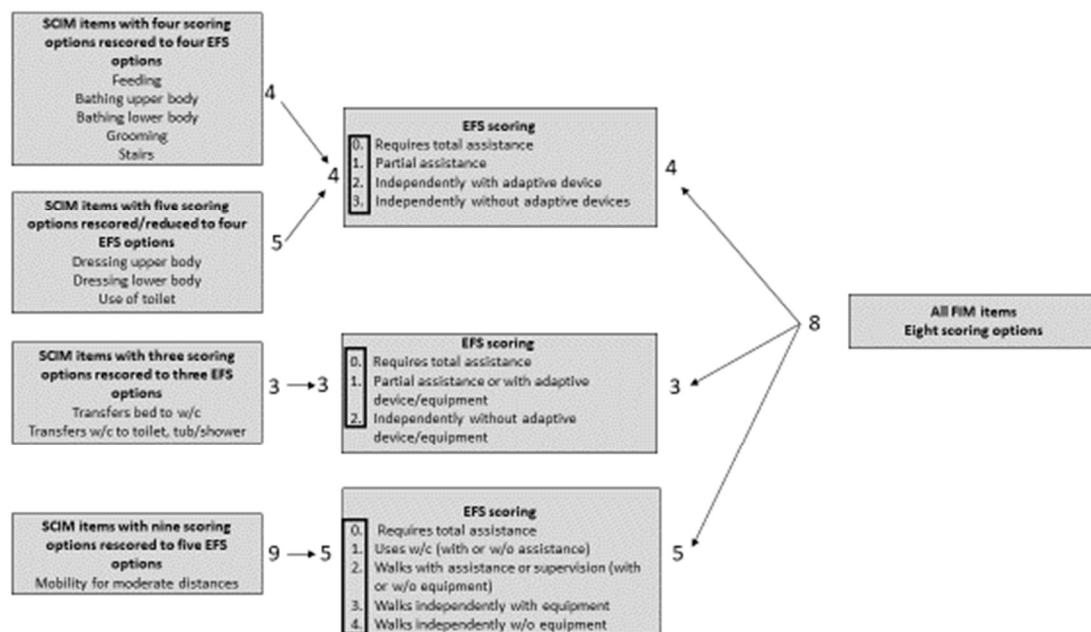 SCIM items with four scoring
options rescored to four EFS
options
Feeding
Bathing upper body
Bathing lower body
Grooming
Stairs
4
SCIM items with five scoring
options rescored/reduced to four
EFS options
Dressing upper body
Dressing lower body
Use of toilet
5
4
EFS scoring
0. Requires total assistance
1. Partial assistance
2. Independently with adaptive device
3. Independently without adaptive devices
4
SCIM items with three scoring
options rescored to three EFS
options
Transfers bed to w/c
Transfers w/c to toilet, tub/shower
3
3
EFS scoring
0. Requires total assistance
1. Partial assistance or with adaptive
device/equipment
2. Independently without adaptive
device/equipment
3
SCIM items with nine scoring
options rescored to five EFS
options
Mobility for moderate distances
9
5
EFS scoring
0. Requires total assistance
1. Uses w/c (with or w/o assistance)
2. Walks with assistance or supervision (with
or w/o equipment)
3. Walks independently with equipment
4. Walks independently w/o equipment
5
8
All FIM items
Eight scoring options